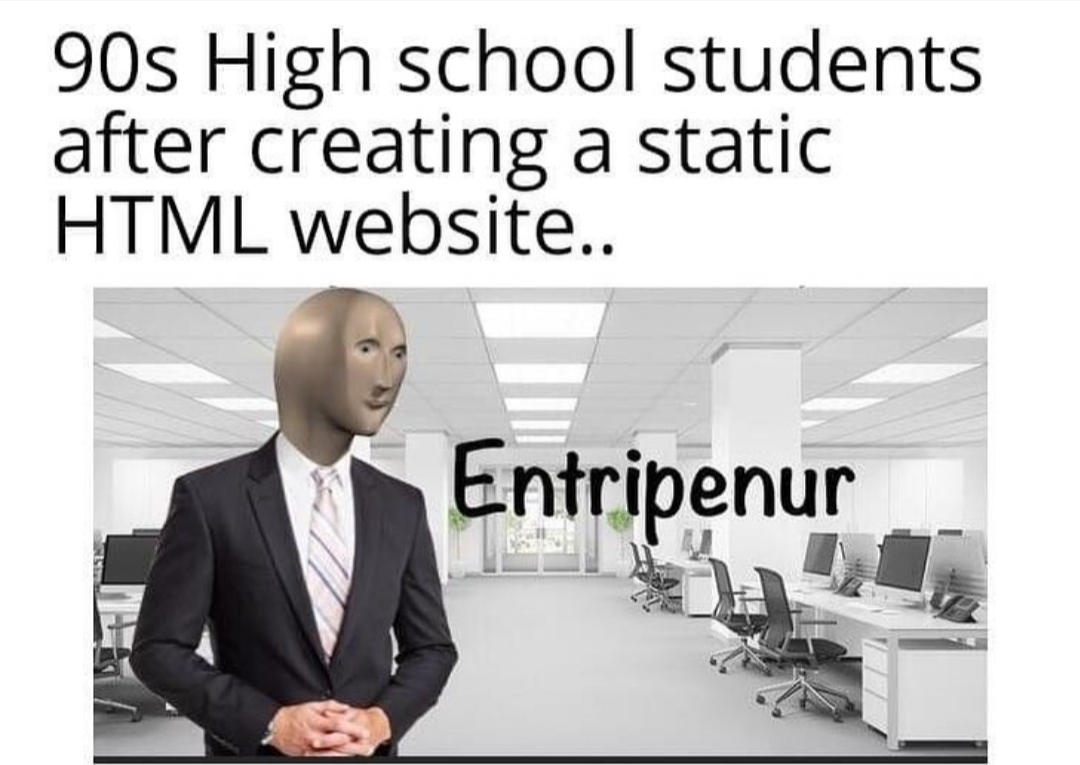 90s High school students
after creating a static
HTML website..
Entripenur